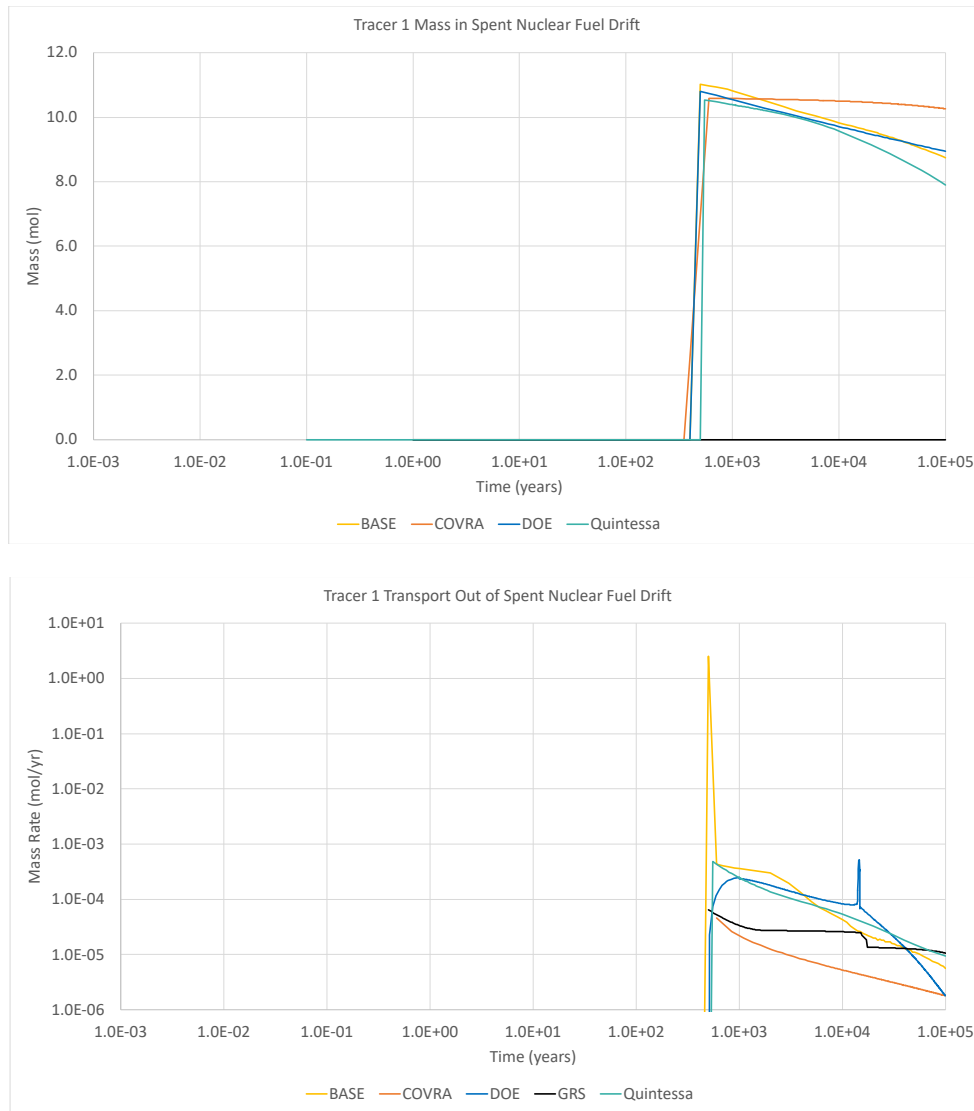 Tracer 1 Mass in Spent Nuclear Fuel Drift
12.0
10.0
8.0
6.0
4.0
2.0
0.0
Mass (mol)
1.0E-03 1.0E-02 1.0E-01 1.0E+00 1.0E+01 1.0E+02 1.0E+03 1.0E+04 1.0E+05
Time (years)
BASE COVRA DOE Quintessa
Tracer 1 Transport Out of Spent Nuclear Fuel Drift
1.0E+01
1.0E+00
1.0E-01
1.0E-02
1.0E-03
1.0E-04
1.0E-05
1.0E-06
Mass Rate (mol/yr)
1.0E-03 1.0E-02 1.0E-01 1.0E+00 1.0E+01 1.0E+02 1.0E+03 1.0E+04 1.0E+05
Time (years)
BASE COVRA DOE GRS Quintessa